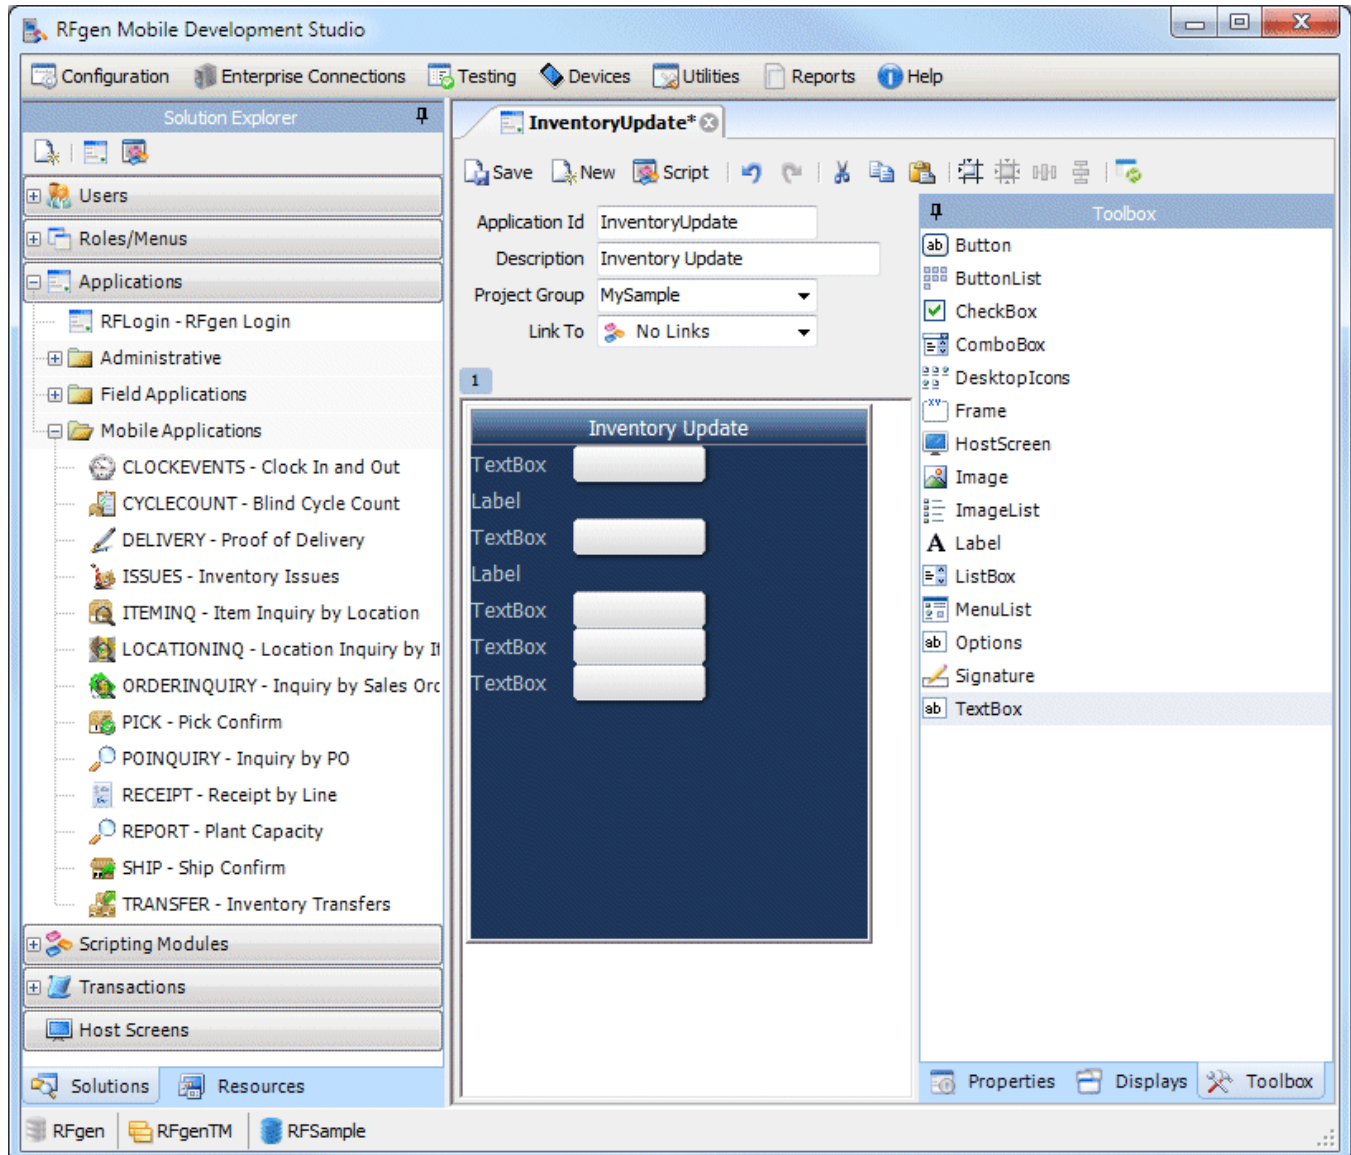 RFgen Mobile Development Studio
Configuration Enterprise Connections Testing Devices Utilities Reports Help
Solution Explorer
Users
Roles/Menus
Applications
RFLogin - RFgen Login
Administrative
Field Applications
Mobile Applications
CLOCKEVENTS - Clock In and Out
CYCLECOUNT - Blind Cycle Count
DELIVERY - Proof of Delivery
ISSUES - Inventory Issues
ITEMINQ - Item Inquiry by Location
LOCATIONINQ - Location Inquiry by It
ORDERINQUIRY - Inquiry by Sales Orc
PICK - Pick Confirm
POINQUIRY - Inquiry by PO
RECEIPT - Receipt by Line
REPORT - Plant Capacity
SHIP - Ship Confirm
TRANSFER - Inventory Transfers
Scripting Modules
Transactions
Host Screens
Solutions Resources
InventoryUpdate*
Save New Script
Application Id InventoryUpdate
Description Inventory Update
Project Group MySample
Link To No Links
1
Inventory Update
TextBox
Label
TextBox
Label
TextBox
TextBox
TextBox
Toolbox
ab Button
ButtonList
CheckBox
ComboBox
DesktopIcons
XY Frame
HostScreen
Image
ImageList
A Label
ListBox
MenuList
ab Options
Signature
ab TextBox
Properties Displays Toolbox
RFgen RFgenTM RFSample